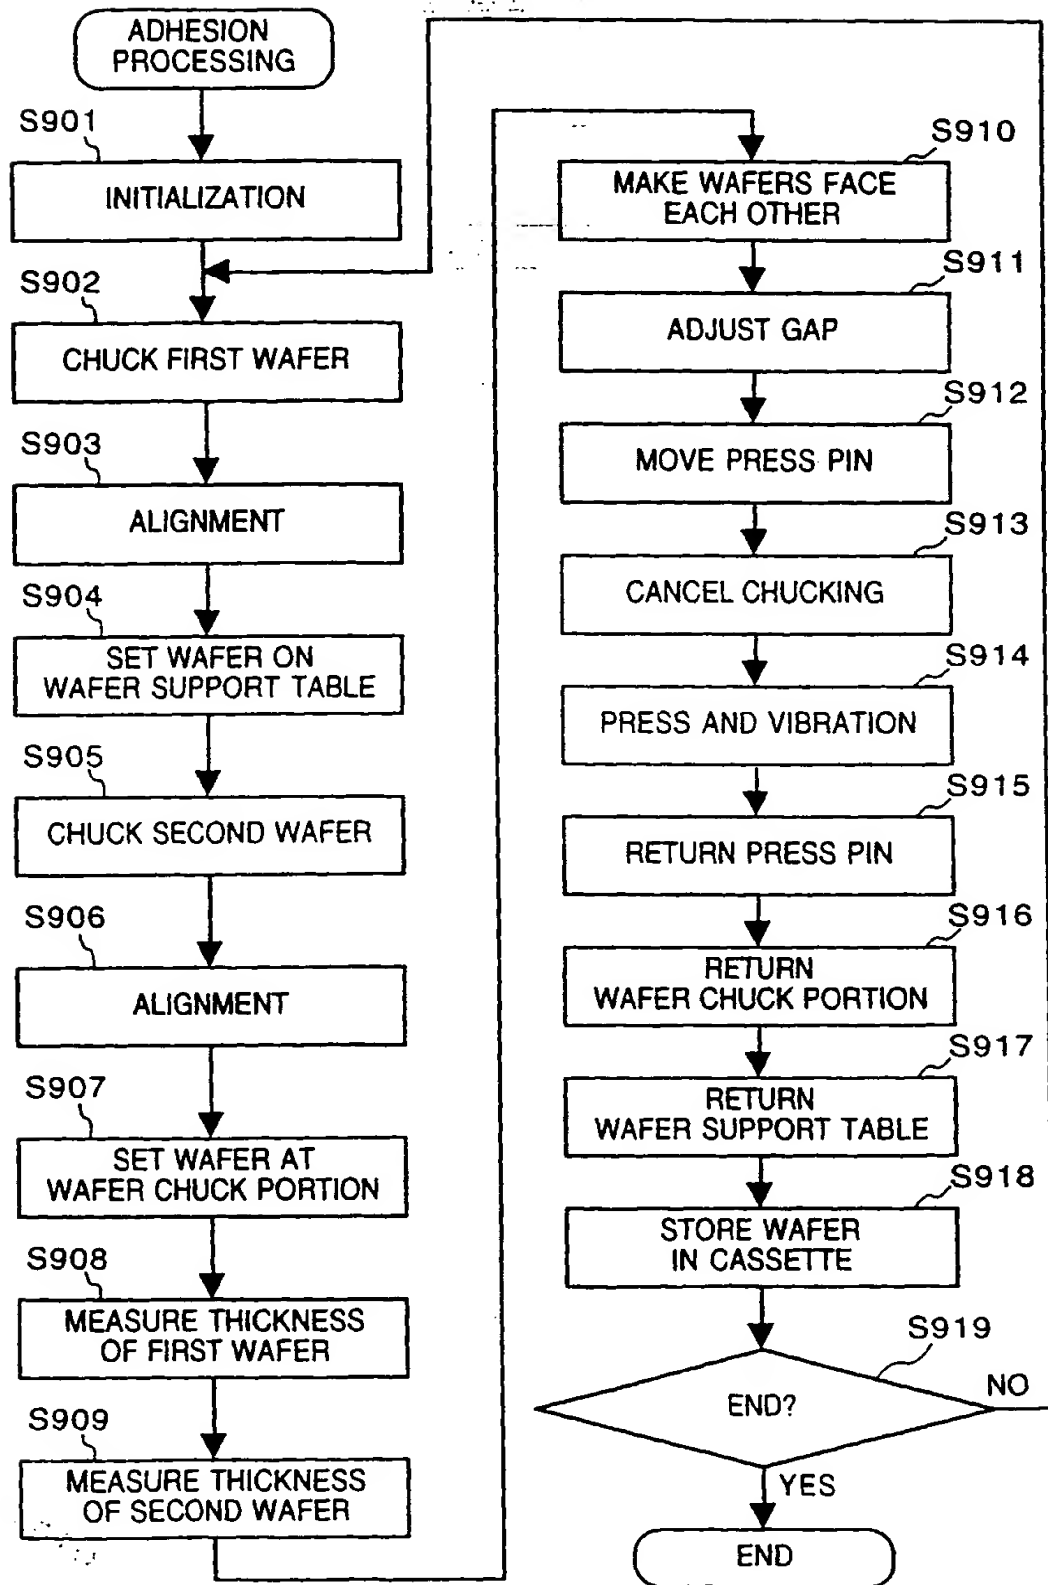 ADHESION
PROCESSING
S901
INITIALIZATION
S902
CHUCK FIRST WAFER
S903
ALIGNMENT
S904
SET WAFER ON
WAFER SUPPORT TABLE
S905
CHUCK SECOND WAFER
S906
ALIGNMENT
S907
SET WAFER AT
WAFER CHUCK PORTION
S908
MEASURE THICKNESS
OF FIRST WAFER
S909
MEASURE THICKNESS
OF SECOND WAFER
S910
MAKE WAFERS FACE
EACH OTHER
S911
ADJUST GAP
S912
MOVE PRESS PIN
S913
CANCEL CHUCKING
S914
PRESS AND VIBRATION
S915
RETURN PRESS PIN
S916
RETURN
WAFER CHUCK PORTION
S917
RETURN
WAFER SUPPORT TABLE
S918
STORE WAFER
IN CASSETTE
S919
END?
NO
YES
END